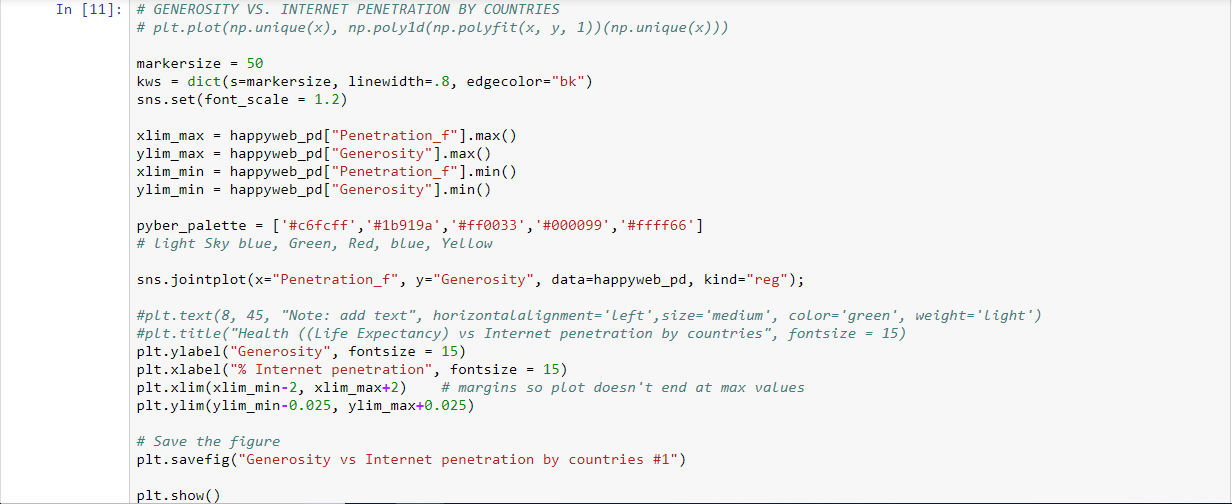 In [11]: # GENEROSITY VS. INTERNET PENETRATION BY COUNTRIES
# plt.plot(np.unique(x), np.poly1d(np.polyfit(x, y, 1))(np.unique(x)))
markersize = 50
kws = dict(s=markersize, linewidth=.8, edgecolor="bk")
sns.set(font_scale = 1.2)
xlim_max = happyweb_pd["Penetration_f"].max()
ylim_max = happyweb_pd["Generosity"].max()
xlim_min = happyweb_pd["Penetration_f"].min()
ylim_min = happyweb_pd["Generosity"].min()
pyber_palette = ['#c6fcff','#1b919a','#ff0033','#000099','#ffff66']
# light Sky blue, Green, Red, blue, Yellow
sns.jointplot(x="Penetration_f", y="Generosity", data=happyweb_pd, kind="reg");
#plt.text(8, 45, "Note: add text", horizontalalignment='left',size='medium', color='green', weight='light')
#plt.title("Health ((Life Expectancy) vs Internet penetration by countries", fontsize = 15)
plt.ylabel("Generosity", fontsize = 15)
plt.xlabel("% Internet penetration", fontsize = 15)
plt.xlim(xlim_min-2, xlim_max+2)    # margins so plot doesn't end at max values
plt.ylim(ylim_min-0.025, ylim_max+0.025)
# Save the figure
plt.savefig("Generosity vs Internet penetration by countries #1")
plt.show()